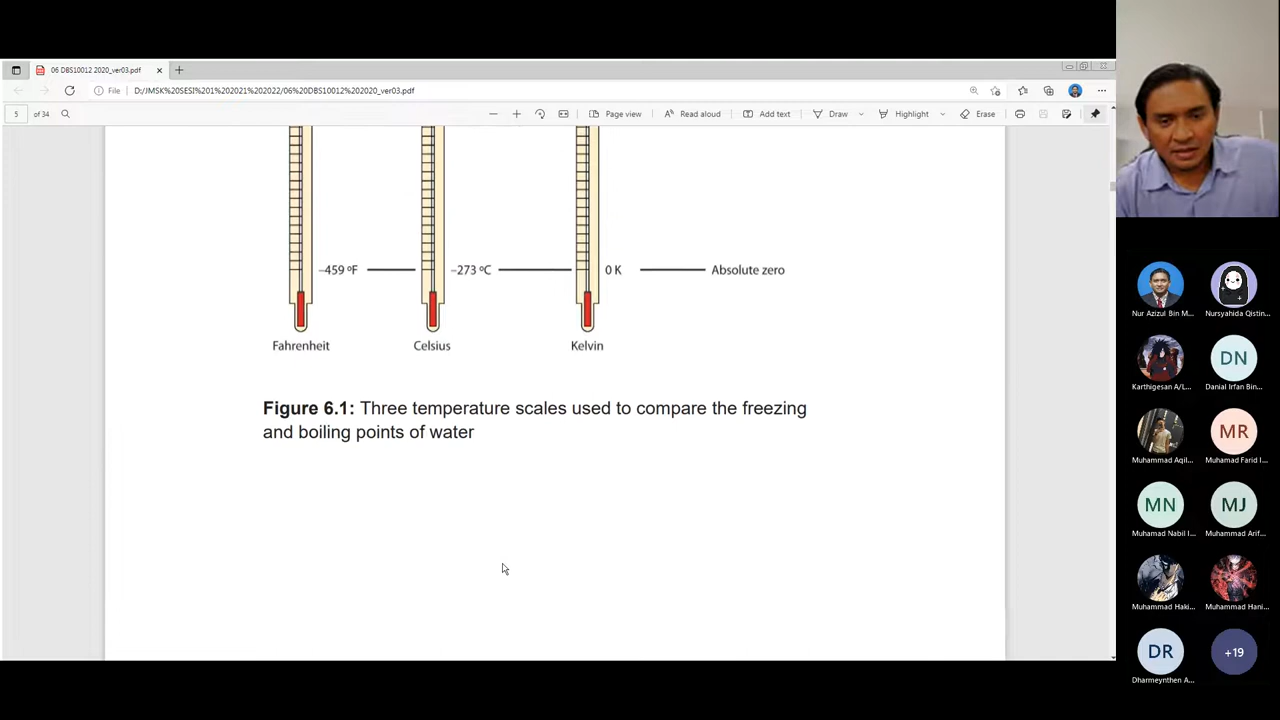 06 DBS10012 2020_ver03.pdf
File D:/JMSK%20SESI%201%202021%202022/06%20DBS10012%202020_ver03.pdf
5 of 34 Page view Read aloud Add text Draw Highlight Erase
–459 ºF –273 ºC 0 K Absolute zero
Fahrenheit Celsius Kelvin
Figure 6.1: Three temperature scales used to compare the freezing
and boiling points of water
Nur Azizul Bin M... Nursyahida Qistin...
DN
Karthigesan A/L... Danial Irfan Bin...
MR
Muhammad Aqil... Muhamad Farid I...
MN MJ
Muhamad Nabil I... Muhammad Arif...
Muhammad Haki... Muhammad Hani...
DR +19
Dharmeynthen A...